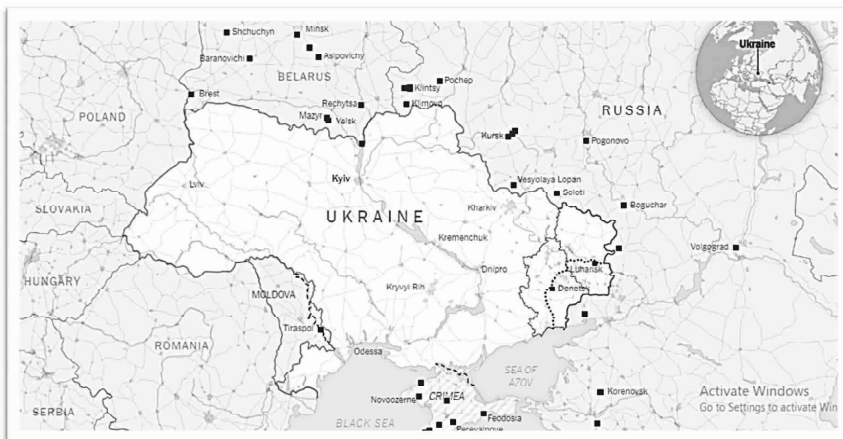 Shchuchyn
Minsk
Asipovichy
Baranovichi
BELARUS
Pochep
Klintsy
Klimovo
Ukraine
Brest
Rechytsa
RUSSIA
POLAND
Mazyr
Valsk
Kursk
Pogonovo
Vesyolaya Lopan
Soloti
Lviv
Kyiv
Boguchar
SLOVAKIA
UKRAINE
Kharkiv
Kremenchuk
Volgograd
HUNGARY
Dnipro
Luhansk
MOLDOVA
Kryvyi Rih
Donetsk
Tiraspol
ROMANIA
Odessa
SEA OF
AZOV
Novoozerne
CRIMEA
Korenovsk
Activate Windows
Go to Settings to activate Win
SERBIA
BLACK SEA
Feodosia